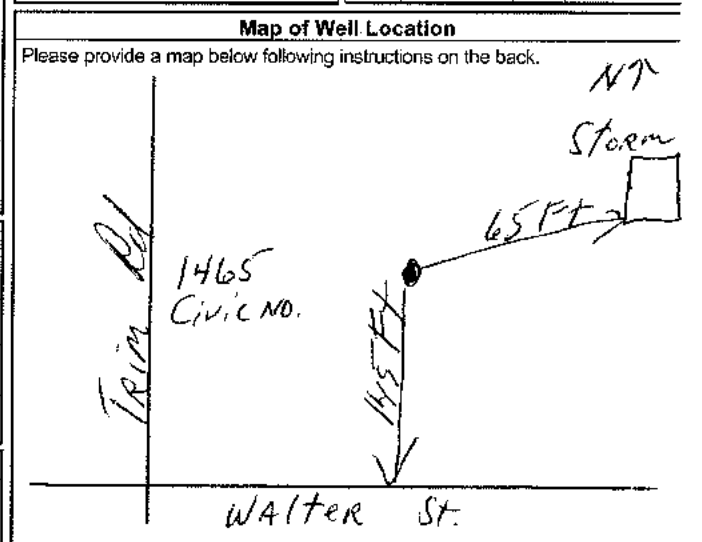 Map of Well Location
Please provide a map below following instructions on the back.
N↑
Storm
65 Ft
Trim Rd
1465
Civic No.
145 Ft
Walter St.